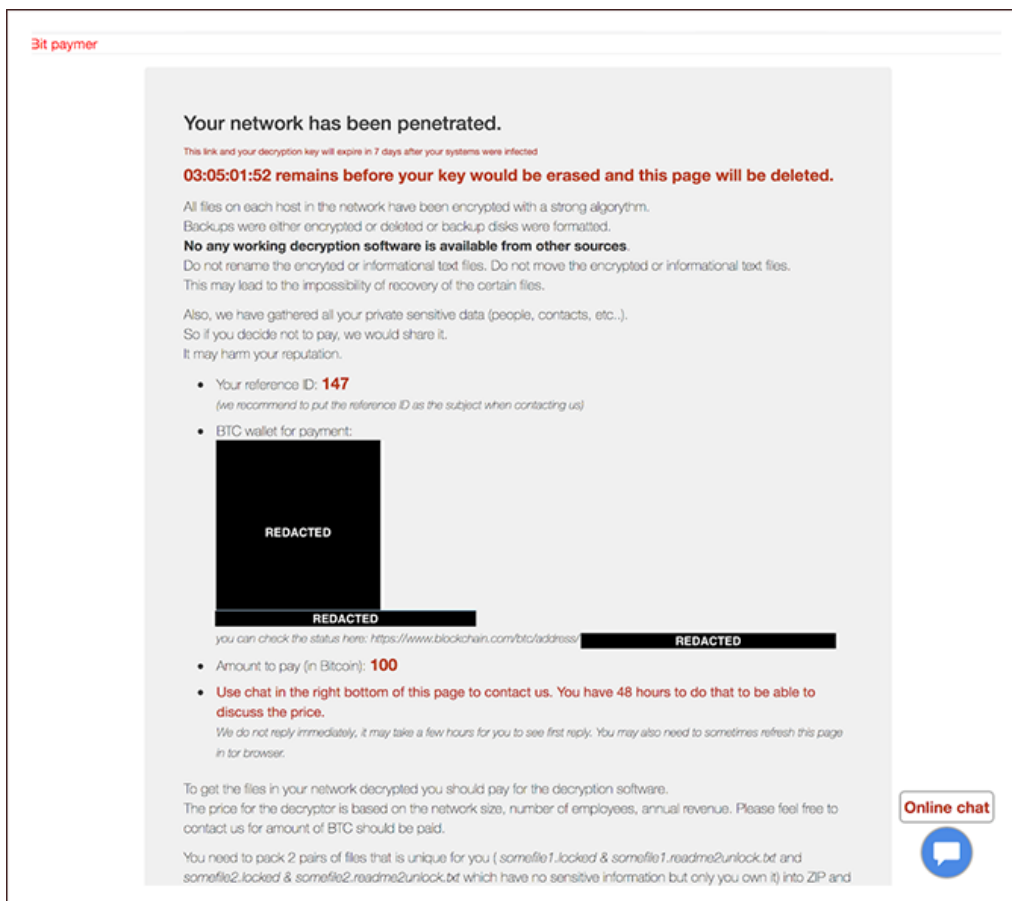 Bit paymer
Your network has been penetrated.
This link and your decryption key will expire in 7 days after your systems were infected
03:05:01:52 remains before your key would be erased and this page will be deleted.
All files on each host in the network have been encrypted with a strong algorythm.
Backups were either encrypted or deleted or backup disks were formatted.
No any working decryption software is available from other sources.
Do not rename the encryted or informational text files. Do not move the encrypted or informational text files.
This may lead to the impossibility of recovery of the certain files.
Also, we have gathered all your private sensitive data (people, contacts, etc..).
So if you decide not to pay, we would share it.
It may harm your reputation.
• Your reference ID: 147
(we recommend to put the reference ID as the subject when contacting us)
• BTC wallet for payment:
REDACTED
REDACTED
you can check the status here: https://www.blockchain.com/btc/address/ REDACTED
• Amount to pay (in Bitcoin): 100
• Use chat in the right bottom of this page to contact us. You have 48 hours to do that to be able to
discuss the price.
We do not reply immediately, it may take a few hours for you to see first reply. You may also need to sometimes refresh this page
in tor browser.
To get the files in your network decrypted you should pay for the decryption software.
The price for the decryptor is based on the network size, number of employees, annual revenue. Please feel free to
contact us for amount of BTC should be paid.
Online chat
You need to pack 2 pairs of files that is unique for you ( somefile1.locked & somefile1.readme2unlock.txt and
somefile2.locked & somefile2.readme2unlock.txt which have no sensitive information but only you own it) into ZIP and